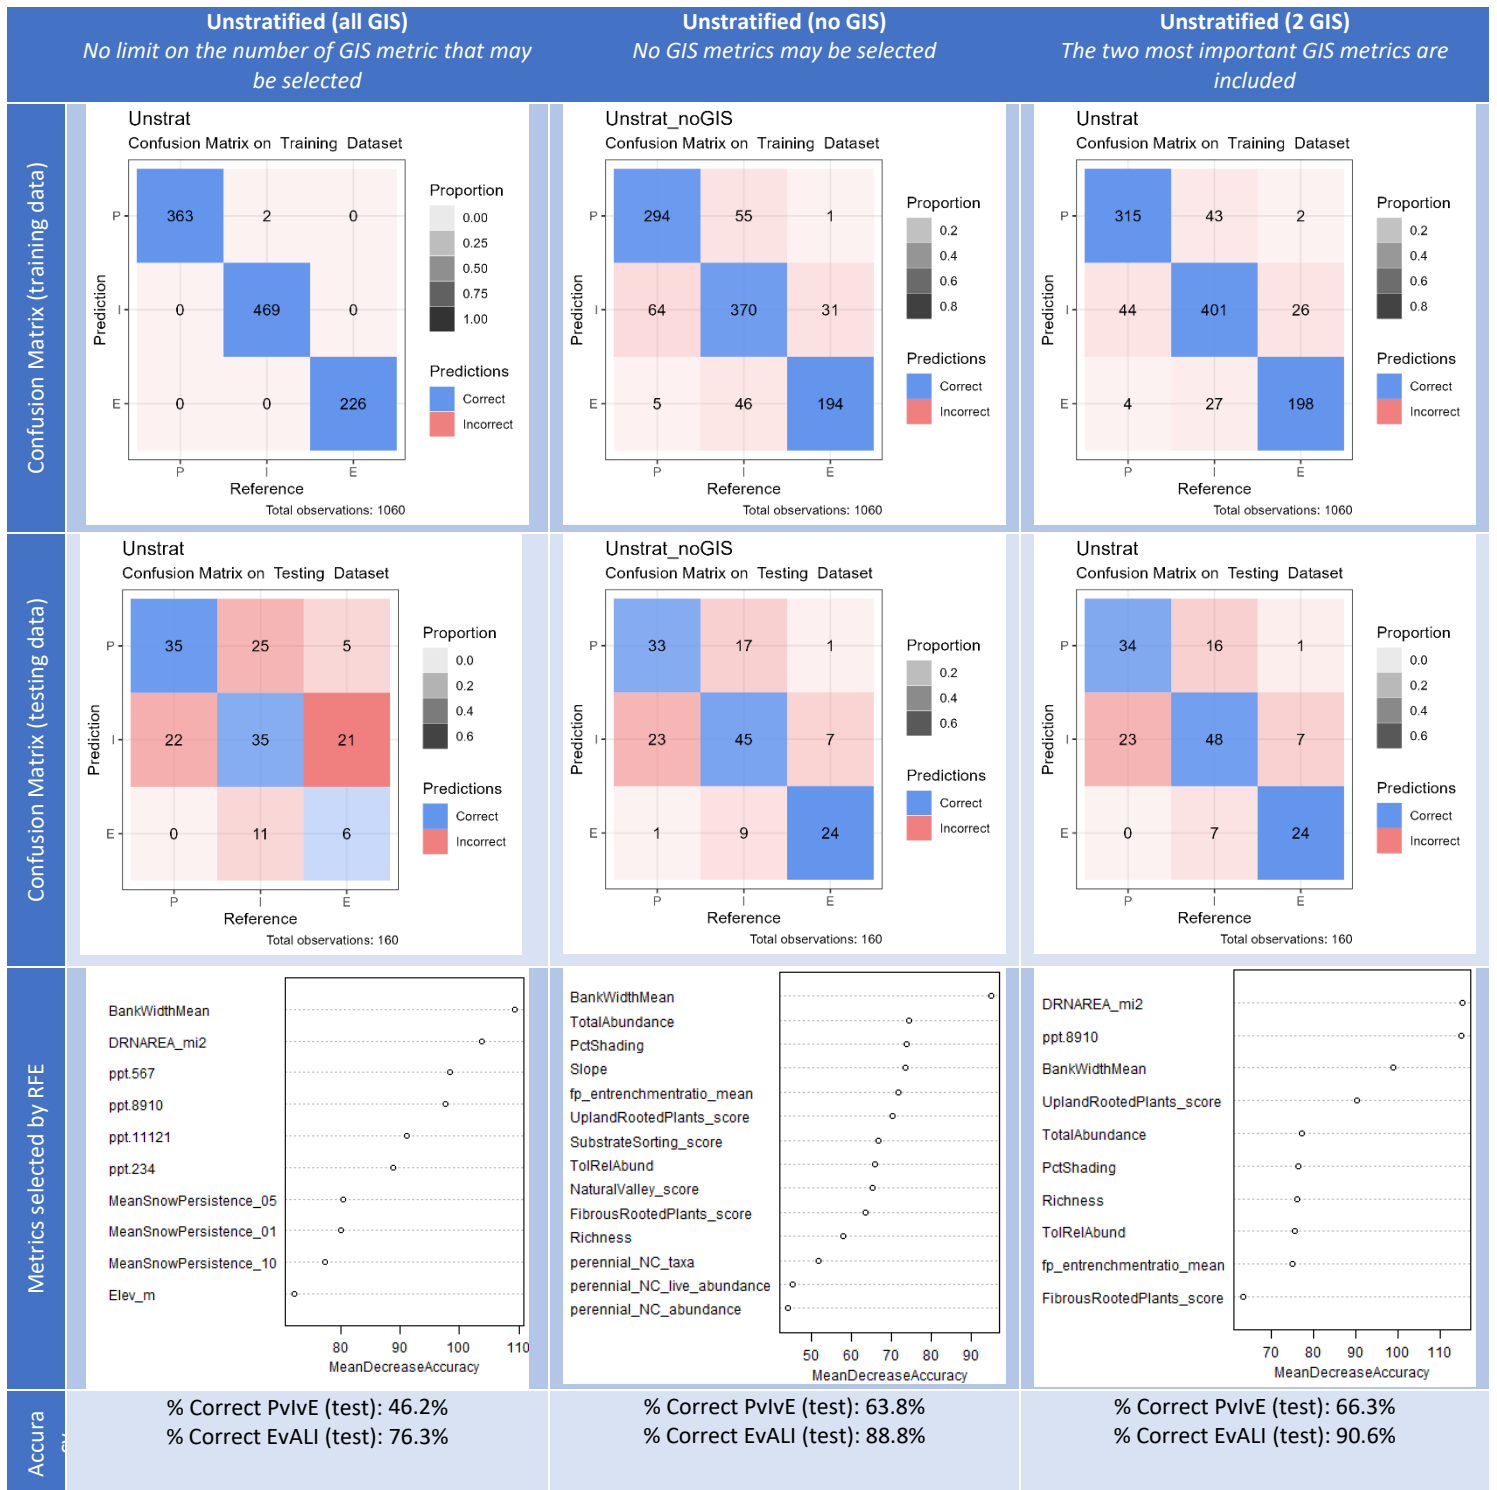 Unstratified (all GIS)
No limit on the number of GIS metric that may
be selected
Unstratified (no GIS)
No GIS metrics may be selected
Unstratified (2 GIS)
The two most important GIS metrics are
included
Confusion Matrix (training data)
Unstrat
Confusion Matrix on Training Dataset
Prediction
P
I
E
363 2 0
0 469 0
0 0 226
P I E
Reference
Total observations: 1060
Proportion
0.00
0.25
0.50
0.75
1.00
Predictions
Correct
Incorrect
Unstrat_noGIS
Confusion Matrix on Training Dataset
Prediction
P
I
E
294 55 1
64 370 31
5 46 194
P I E
Reference
Total observations: 1060
Proportion
0.2
0.4
0.6
0.8
Predictions
Correct
Incorrect
Unstrat
Confusion Matrix on Training Dataset
Prediction
P
I
E
315 43 2
44 401 26
4 27 198
P I E
Reference
Total observations: 1060
Proportion
0.2
0.4
0.6
0.8
Predictions
Correct
Incorrect
Confusion Matrix (testing data)
Unstrat
Confusion Matrix on Testing Dataset
Prediction
P
I
E
35 25 5
22 35 21
0 11 6
P I E
Reference
Total observations: 160
Proportion
0.0
0.2
0.4
0.6
Predictions
Correct
Incorrect
Unstrat_noGIS
Confusion Matrix on Testing Dataset
Prediction
P
I
E
33 17 1
23 45 7
1 9 24
P I E
Reference
Total observations: 160
Proportion
0.2
0.4
0.6
Predictions
Correct
Incorrect
Unstrat
Confusion Matrix on Testing Dataset
Prediction
P
I
E
34 16 1
23 48 7
0 7 24
P I E
Reference
Total observations: 160
Proportion
0.0
0.2
0.4
0.6
Predictions
Correct
Incorrect
Metrics selected by RFE
BankWidthMean
DRNAREA_mi2
ppt.567
ppt.8910
ppt.11121
ppt.234
MeanSnowPersistence_05
MeanSnowPersistence_01
MeanSnowPersistence_10
Elev_m
80 90 100 110
MeanDecreaseAccuracy
BankWidthMean
TotalAbundance
PctShading
Slope
fp_entrenchmentratio_mean
UplandRootedPlants_score
SubstrateSorting_score
TolRelAbund
NaturalValley_score
FibrousRootedPlants_score
Richness
perennial_NC_taxa
perennial_NC_live_abundance
perennial_NC_abundance
50 60 70 80 90
MeanDecreaseAccuracy
DRNAREA_mi2
ppt.8910
BankWidthMean
UplandRootedPlants_score
TotalAbundance
PctShading
Richness
TolRelAbund
fp_entrenchmentratio_mean
FibrousRootedPlants_score
70 80 90 100 110
MeanDecreaseAccuracy
Accura
% Correct PvIvE (test): 46.2%
% Correct EvALI (test): 76.3%
% Correct PvIvE (test): 63.8%
% Correct EvALI (test): 88.8%
% Correct PvIvE (test): 66.3%
% Correct EvALI (test): 90.6%